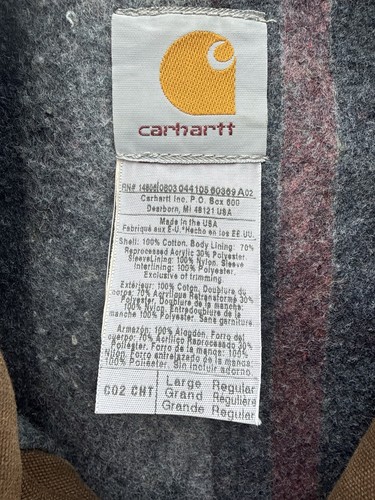 carhartt
RN# 14806 0803 044105 60369 A02
Carhartt Inc. P.O. Box 600
Dearborn, MI 48121 USA
Made in the USA
Fabriqué aux E-U. *Hecho en los EE.UU.
Shell: 100% Cotton. Body Lining: 70%
Reprocessed Acrylic 30% Polyester.
SleeveLining: 100% Nylon. Sleeve
Interlining: 100% Polyester.
Exclusive of trimming
Extérieur: 100% Coton, Doublure du
corps: 70% Acrylique Retransformé 30%
Polyester, Doublure de la manche:
100% Nylon, Entredoublure de la
manche: 100% Polyester. Sans garniture
Armazón: 100% Algodón. Forro del
cuerpo: 70% Acrílico Retratado 30%
Poliester. Forro de la manga: 100%
Nilón. Forro entrelazado de la manga:
100% Poliester. Sin incluir adorno.
C02 CHT
Large Regular
Grand Régulière
Grande Regular